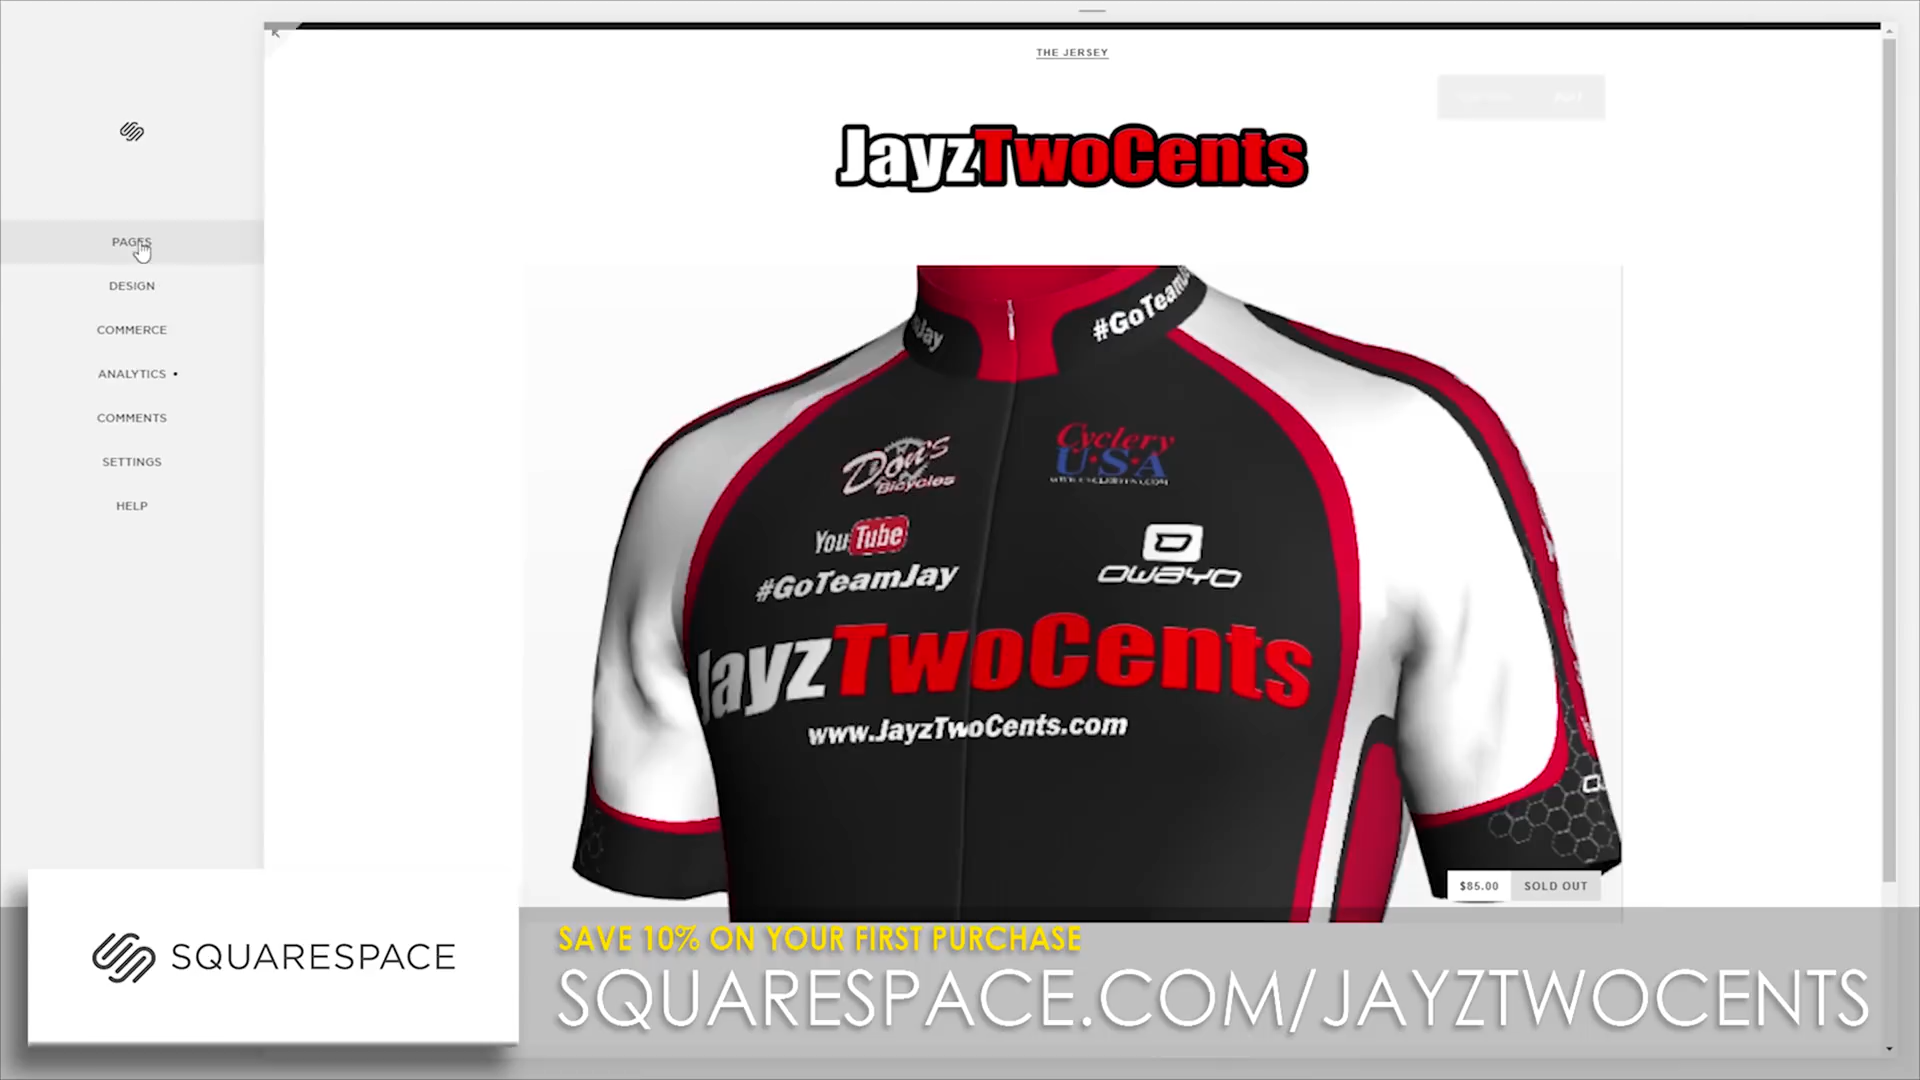 THE JERSEY
JayzTwoCents
PAGES
DESIGN
COMMERCE
ANALYTICS •
COMMENTS
SETTINGS
HELP
#GoTeam
Jay
Don's
Bicycles
Cyclery
U·S·A
YouTube
#GoTeamJay
owayo
JayzTwoCents
www.JayzTwoCents.com
$85.00 SOLD OUT
SQUARESPACE
SAVE 10% ON YOUR FIRST PURCHASE
SQUARESPACE.COM/JAYZTWOCENTS